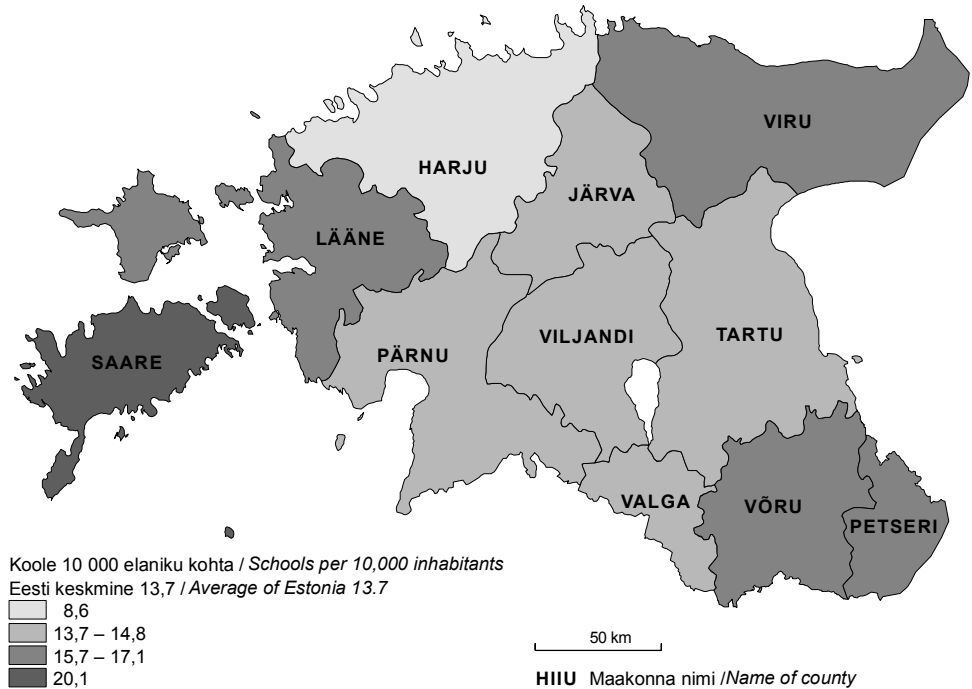 VIRU
HARJU
JÄRVA
LÄÄNE
PÄRNU
VILJANDI
TARTU
SAARE
VALGA
VÕRU
PETSERI
Koole 10 000 elaniku kohta / Schools per 10,000 inhabitants
Eesti keskmine 13,7 / Average of Estonia 13.7
8,6
13,7 – 14,8
15,7 – 17,1
20,1
50 km
HIIU Maakonna nimi /Name of county